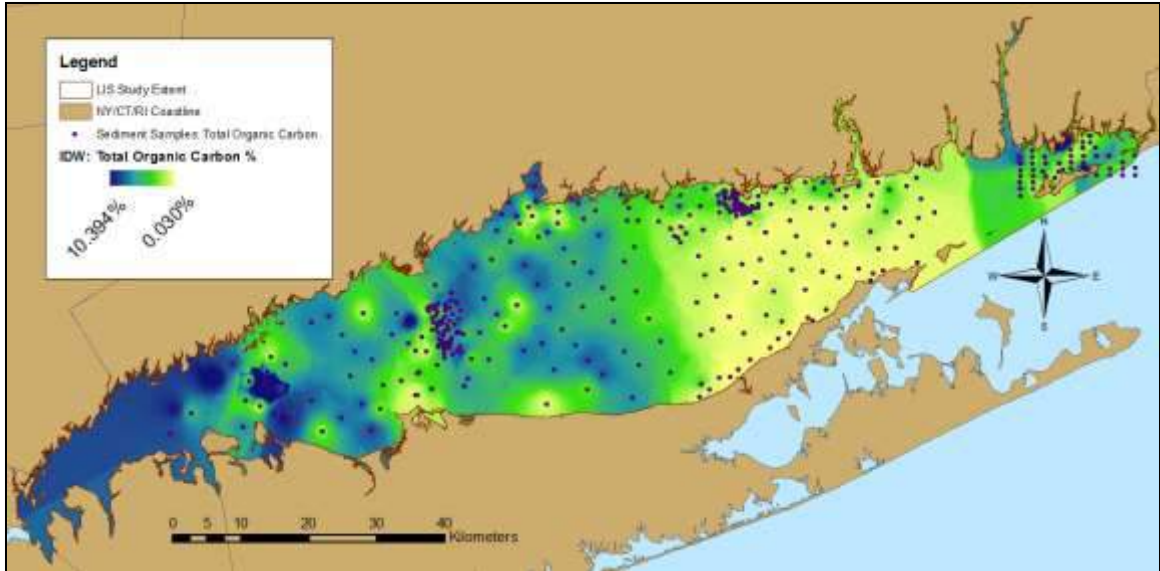 Legend
LIS Study Extent
NY/CT/RI Coastline
Sediment Samples: Total Organic Carbon
IDW: Total Organic Carbon %
10.394%
0.030%
N
W E
S
0 5 10 20 30 40
Kilometers